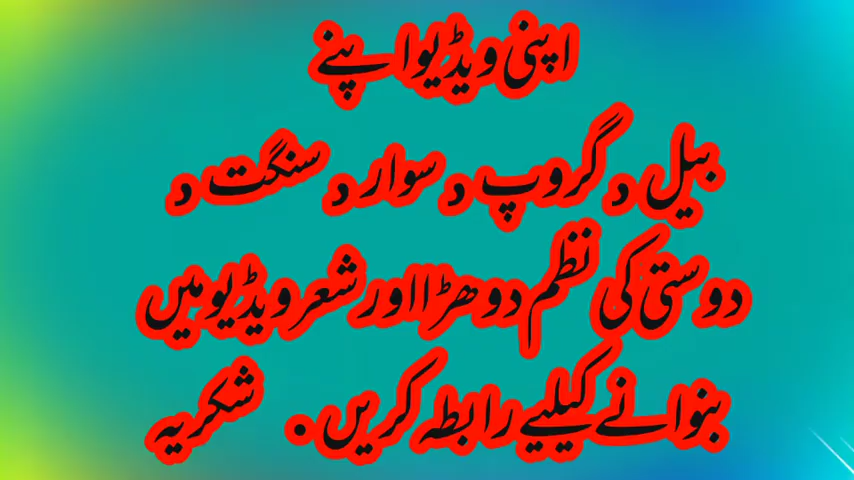 اپنی ویڈیو اپنے
بیل د گروپ د سوار د سنگت د
دوستی کی نظم دوھڑا اور شعر ویڈیو میں
بنوانے کیلیے رابطہ کریں . شکریہ